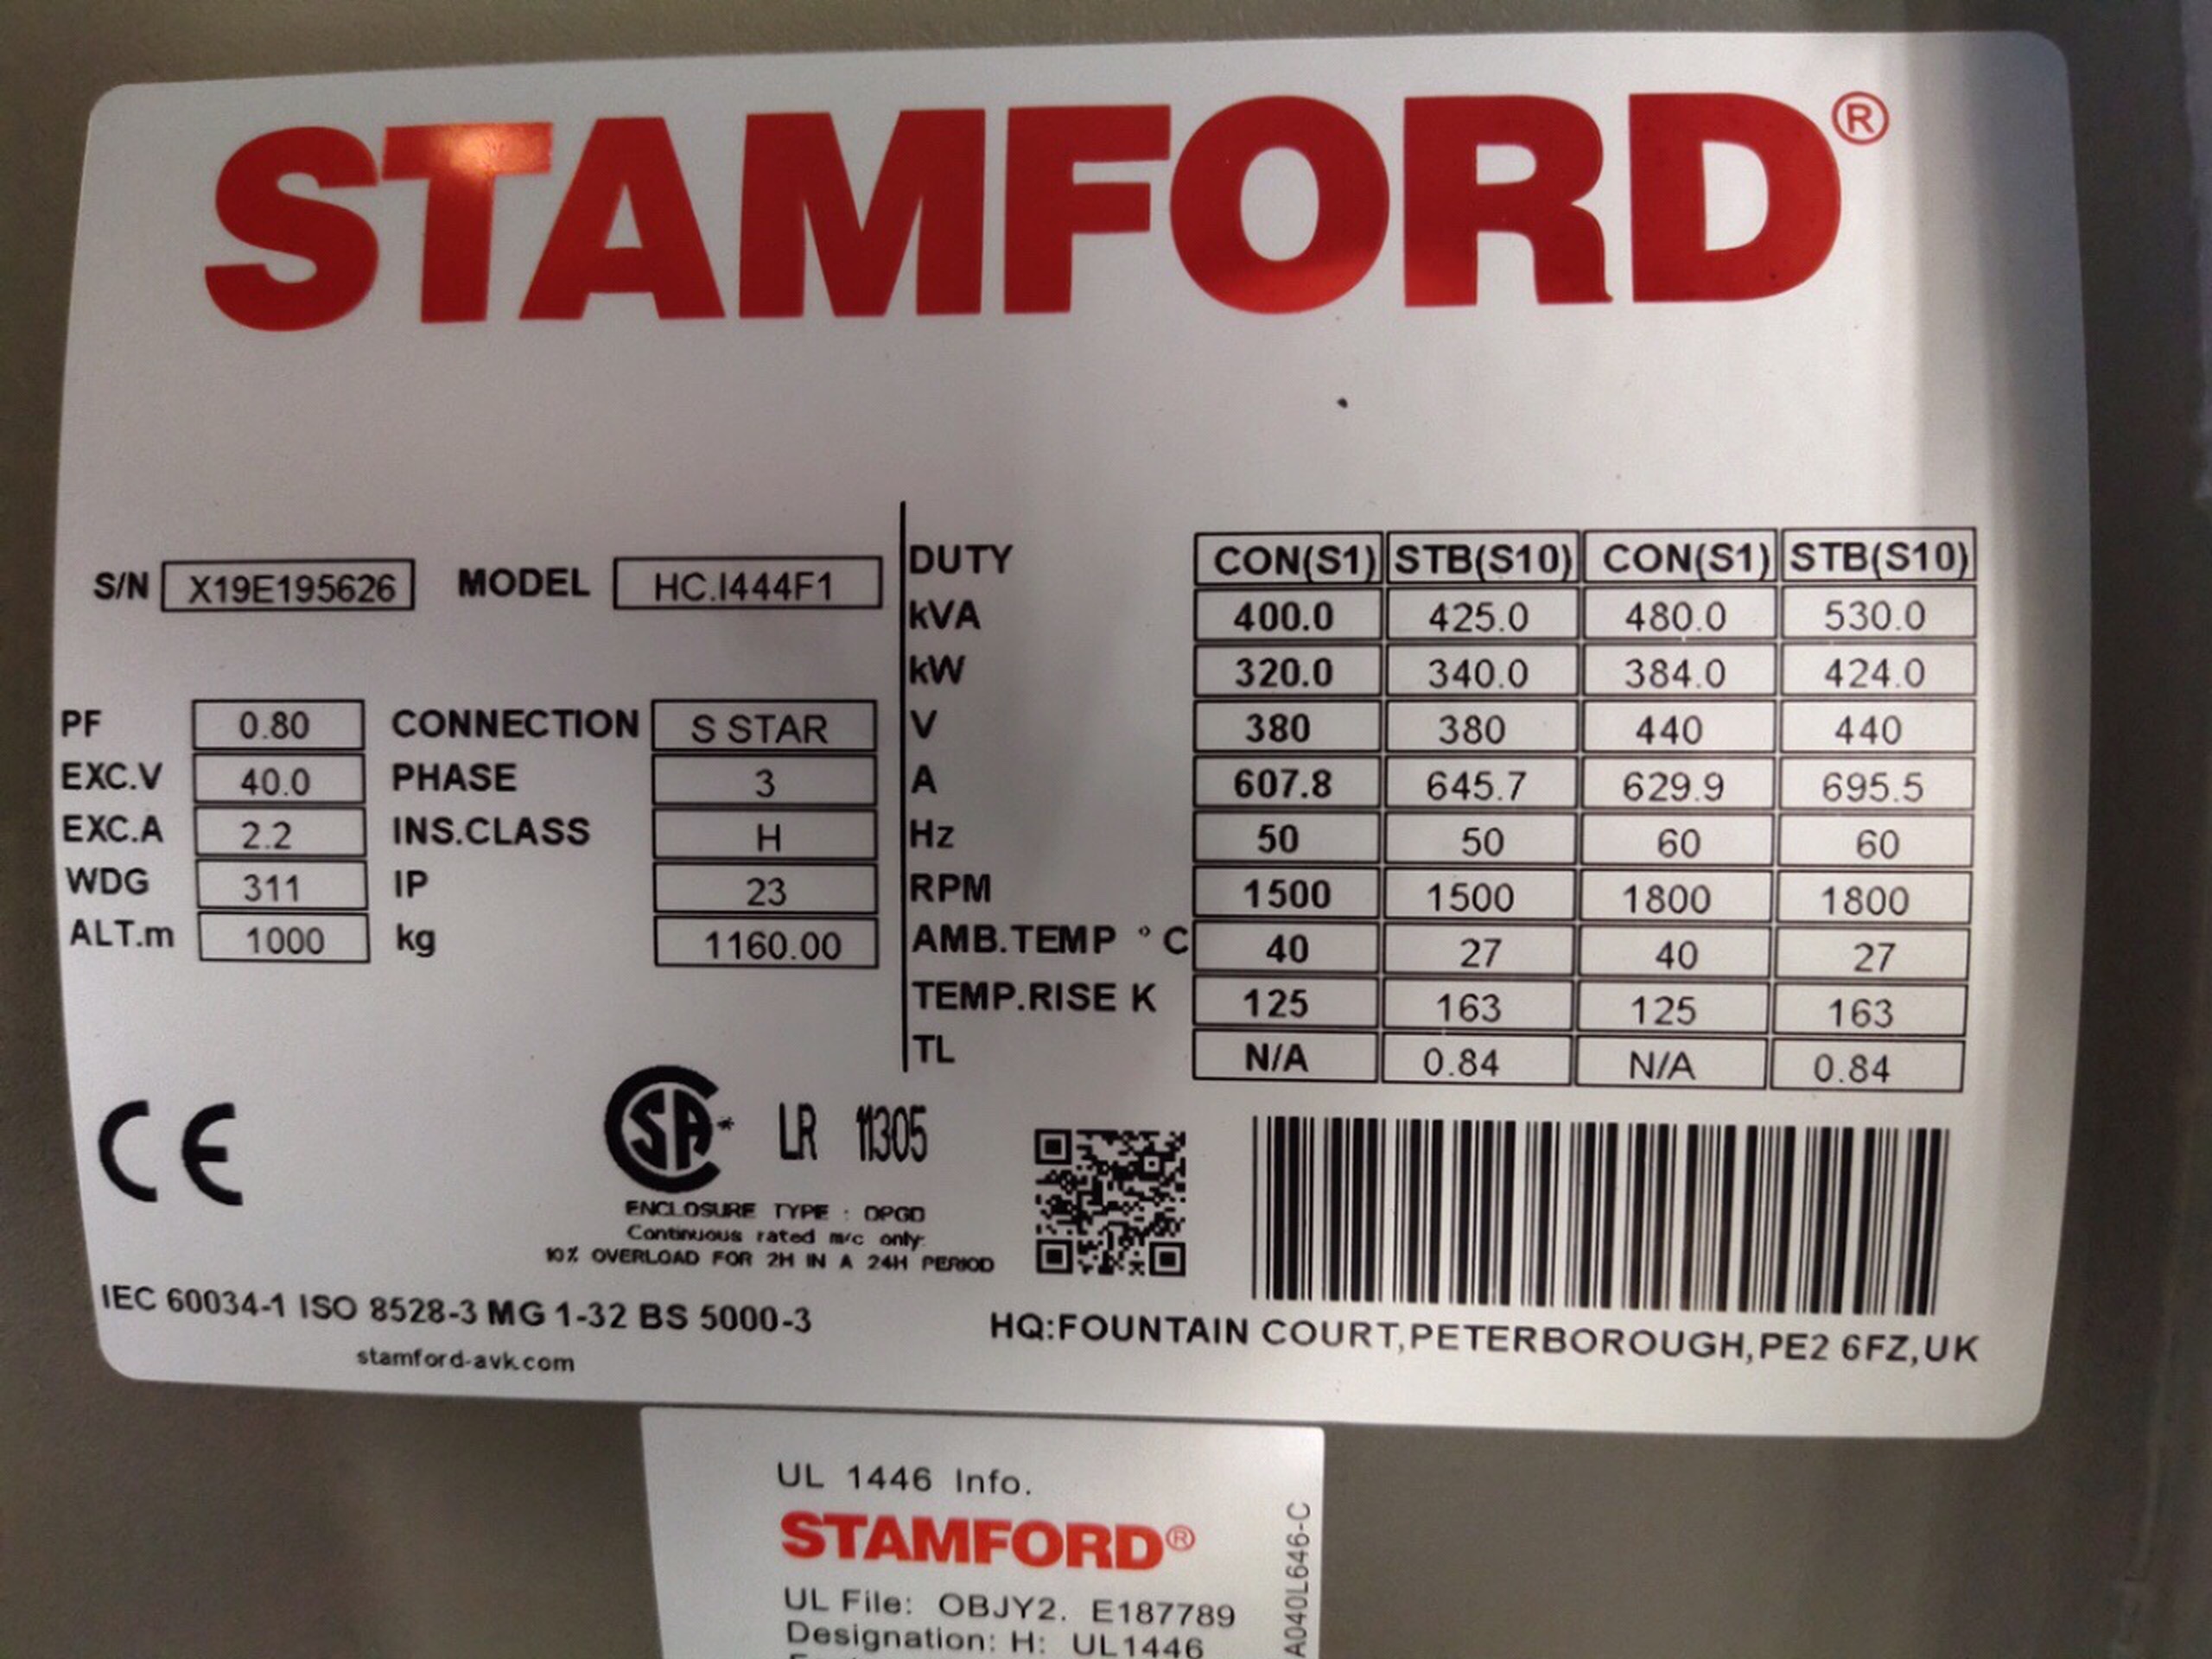 STAMFORD®
S/N X19E195626 MODEL HC.I444F1
PF 0.80 CONNECTION S STAR
EXC.V 40.0 PHASE 3
EXC.A 2.2 INS.CLASS H
WDG 311 IP 23
ALT.m 1000 kg 1160.00
DUTY CON(S1) STB(S10) CON(S1) STB(S10)
kVA 400.0 425.0 480.0 530.0
kW 320.0 340.0 384.0 424.0
V 380 380 440 440
A 607.8 645.7 629.9 695.5
Hz 50 50 60 60
RPM 1500 1500 1800 1800
AMB.TEMP °C 40 27 40 27
TEMP.RISE K 125 163 125 163
TL N/A 0.84 N/A 0.84
CE
SA * LR 11305
ENCLOSURE TYPE : OPGD
Continuous rated m/c only:
10% OVERLOAD FOR 2H IN A 24H PERIOD
IEC 60034-1 ISO 8528-3 MG 1-32 BS 5000-3
stamford-avk.com
HQ:FOUNTAIN COURT,PETERBOROUGH,PE2 6FZ,UK
UL 1446 Info.
STAMFORD®
UL File: OBJY2. E187789
Designation: H: UL1446
A040L646-C